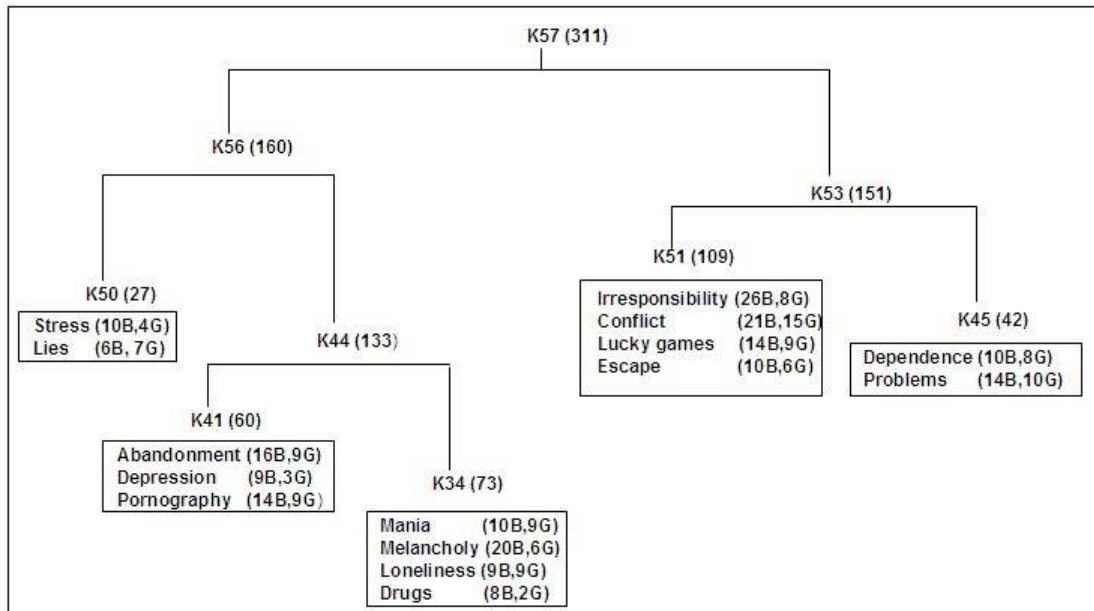 K57 (311)
K56 (160)
K53 (151)
K50 (27)
Stress (10B,4G)
Lies (6B, 7G)
K44 (133)
K41 (60)
Abandonment (16B,9G)
Depression (9B,3G)
Pornography (14B,9G)
K34 (73)
Mania (10B,9G)
Melancholy (20B,6G)
Loneliness (9B,9G)
Drugs (8B,2G)
K51 (109)
Irresponsibility (26B,8G)
Conflict (21B,15G)
Lucky games (14B,9G)
Escape (10B,6G)
K45 (42)
Dependence (10B,8G)
Problems (14B,10G)